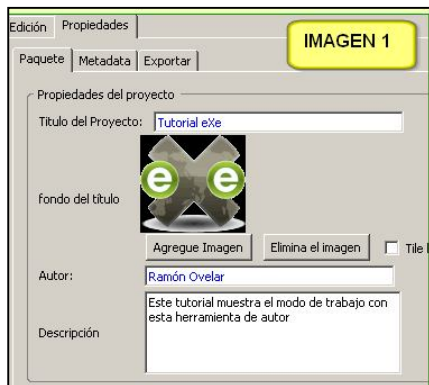 Edición Propiedades
IMAGEN 1
Paquete Metadata Exportar
Propiedades del proyecto
Titulo del Proyecto: Tutorial eXe
e e
fondo del título
Agregue Imagen Elimina el imagen Tile
Autor: Ramón Ovelar
Este tutorial muestra el modo de trabajo con
esta herramienta de autor
Descripción